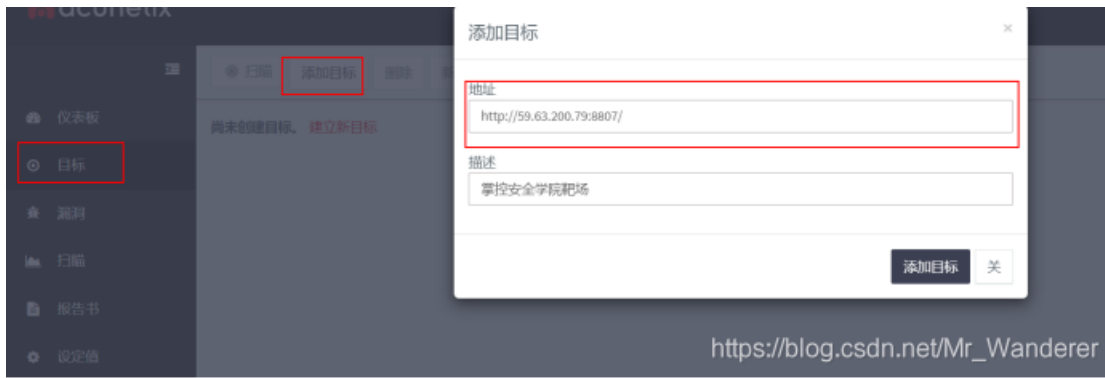 acunetix
添加目标
×
扫描
添加目标
删除
地址
http://59.63.200.79:8807/
仪表板
尚未创建目标。 建立新目标
目标
描述
掌控安全学院靶场
漏洞
扫描
添加目标
关
报告书
设定值
https://blog.csdn.net/Mr_Wanderer